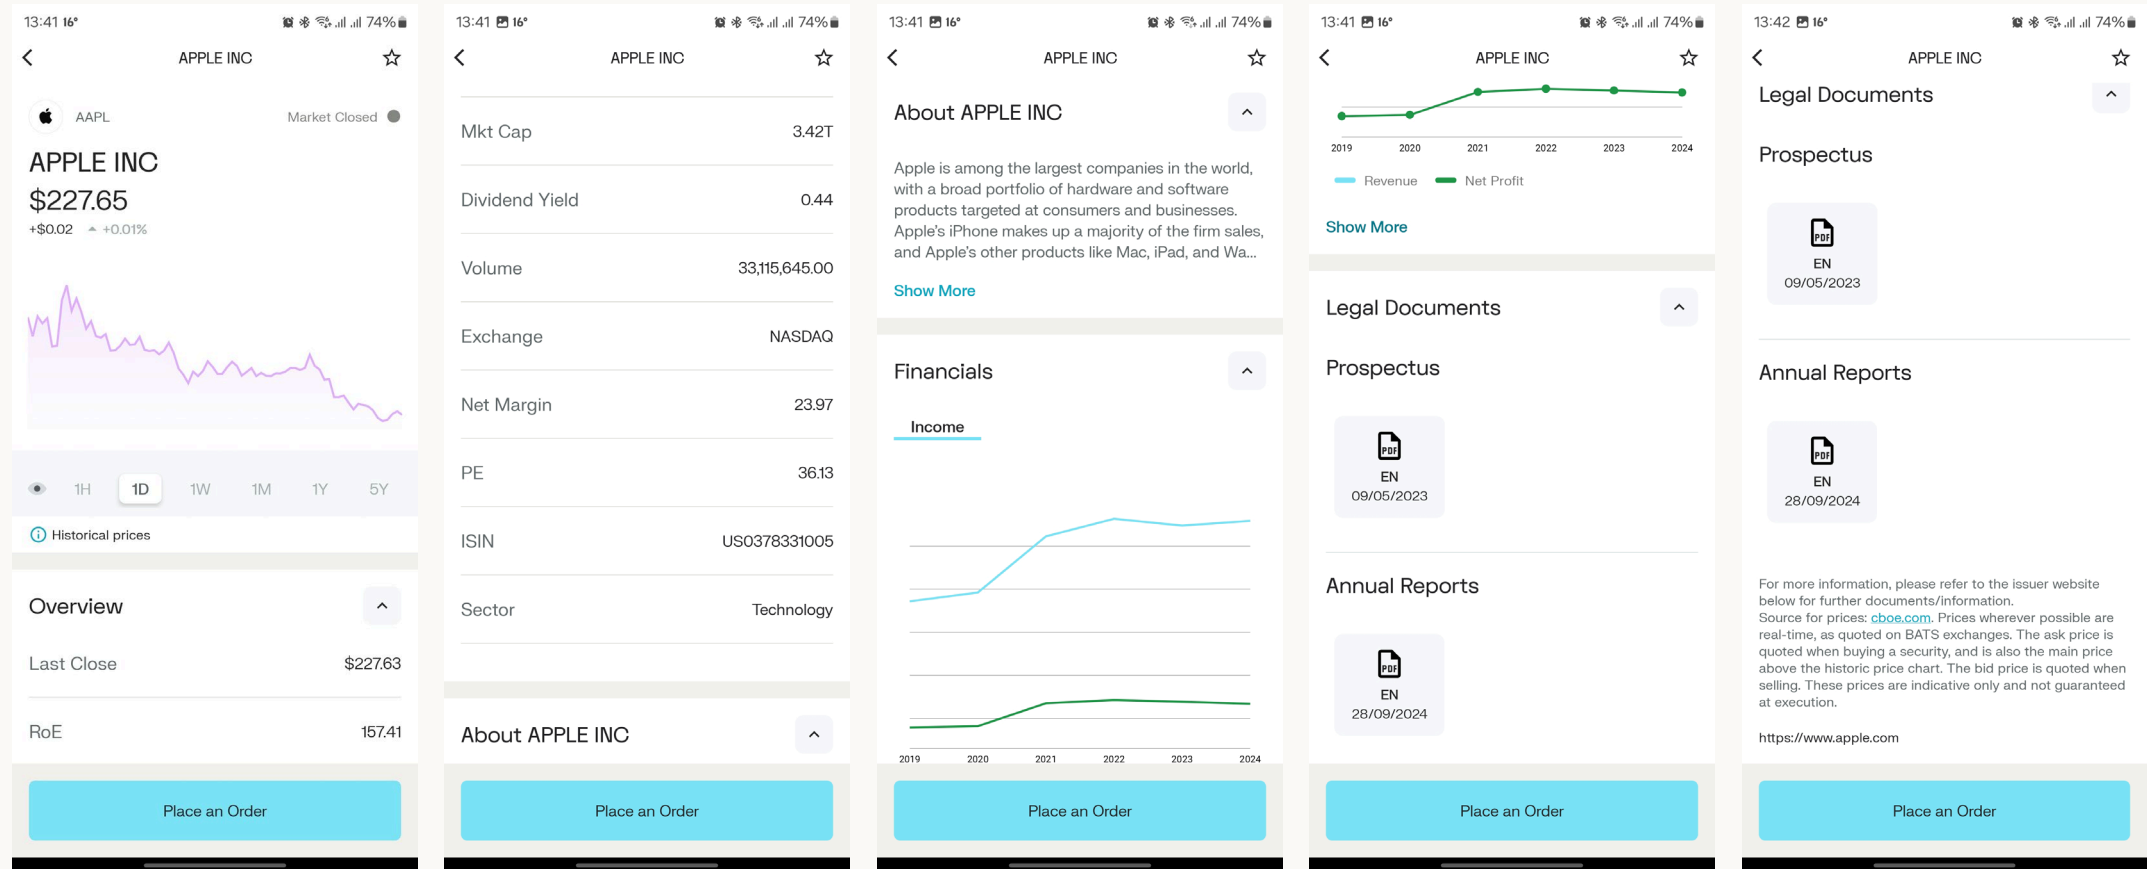 13:41 16° 74%
APPLE INC
AAPL Market Closed
APPLE INC
$227.65
+$0.02 +0.01%
1H 1D 1W 1M 1Y 5Y
Historical prices
Overview
Last Close $227.63
RoE 157.41
Place an Order
13:41 16° 74%
APPLE INC
Mkt Cap 3.42T
Dividend Yield 0.44
Volume 33,115,645.00
Exchange NASDAQ
Net Margin 23.97
PE 36.13
ISIN US0378331005
Sector Technology
About APPLE INC
Place an Order
13:41 16° 74%
APPLE INC
About APPLE INC
Apple is among the largest companies in the world,
with a broad portfolio of hardware and software
products targeted at consumers and businesses.
Apple's iPhone makes up a majority of the firm sales,
and Apple's other products like Mac, iPad, and Wa...
Show More
Financials
Income
2019 2020 2021 2022 2023 2024
Place an Order
13:41 16° 74%
APPLE INC
2019 2020 2021 2022 2023 2024
Revenue Net Profit
Show More
Legal Documents
Prospectus
PDF
EN
09/05/2023
Annual Reports
PDF
EN
28/09/2024
Place an Order
13:42 16° 74%
APPLE INC
Legal Documents
Prospectus
PDF
EN
09/05/2023
Annual Reports
PDF
EN
28/09/2024
For more information, please refer to the issuer website
below for further documents/information.
Source for prices: cboe.com. Prices wherever possible are
real-time, as quoted on BATS exchanges. The ask price is
quoted when buying a security, and is also the main price
above the historic price chart. The bid price is quoted when
selling. These prices are indicative only and not guaranteed
at execution.
https://www.apple.com
Place an Order